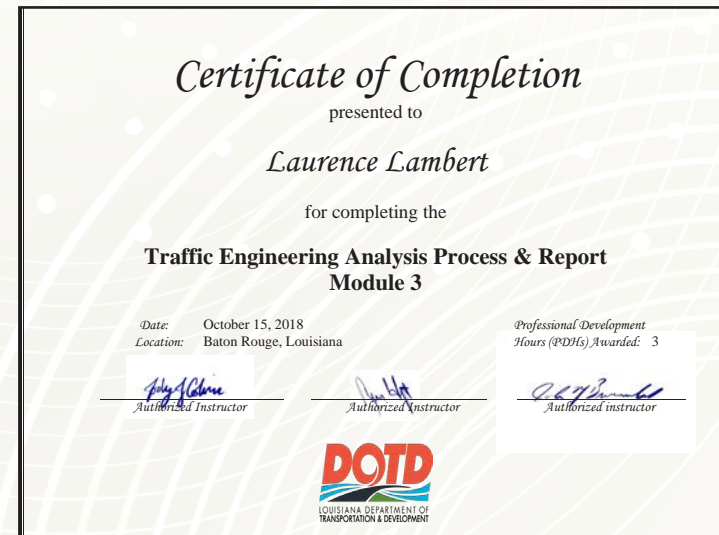 Certificate of Completion
presented to
Laurence Lambert
for completing the
Traffic Engineering Analysis Process & Report
Module 3
Date: October 15, 2018
Location: Baton Rouge, Louisiana
Professional Development
Hours (PDHs) Awarded: 3
Authorized Instructor
Authorized Instructor
Authorized instructor
DOTD
LOUISIANA DEPARTMENT OF
TRANSPORTATION & DEVELOPMENT